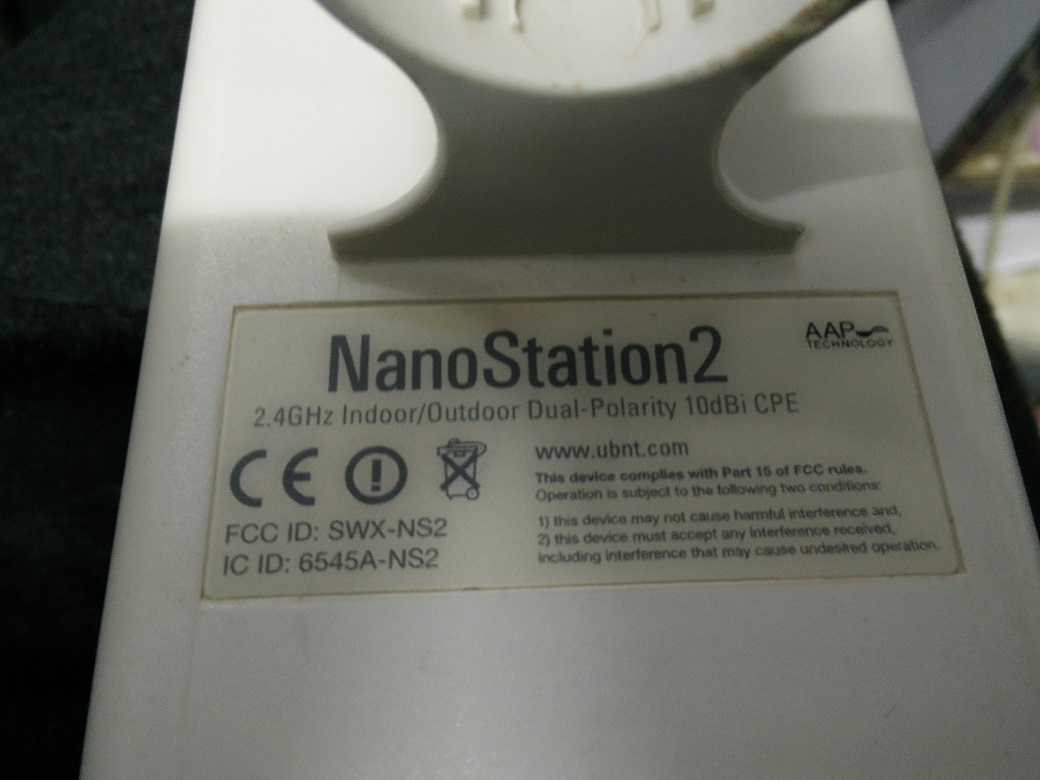 NanoStation2
AAP
TECHNOLOGY
2.4GHz Indoor/Outdoor Dual-Polarity 10dBi CPE
CE
FCC ID: SWX-NS2
IC ID: 6545A-NS2
www.ubnt.com
This device complies with Part 15 of FCC rules.
Operation is subject to the following two conditions:
1) this device may not cause harmful interference and,
2) this device must accept any interference received,
including interference that may cause undesired operation.